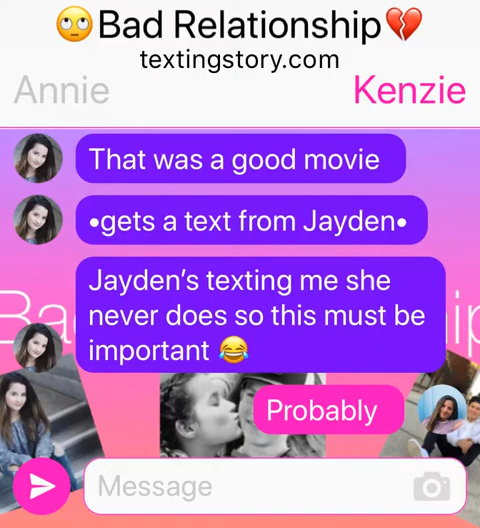 🙄Bad Relationship💔
textingstory.com
Annie Kenzie
That was a good movie
•gets a text from Jayden•
Jayden’s texting me she
never does so this must be
important 😂
Probably
Message